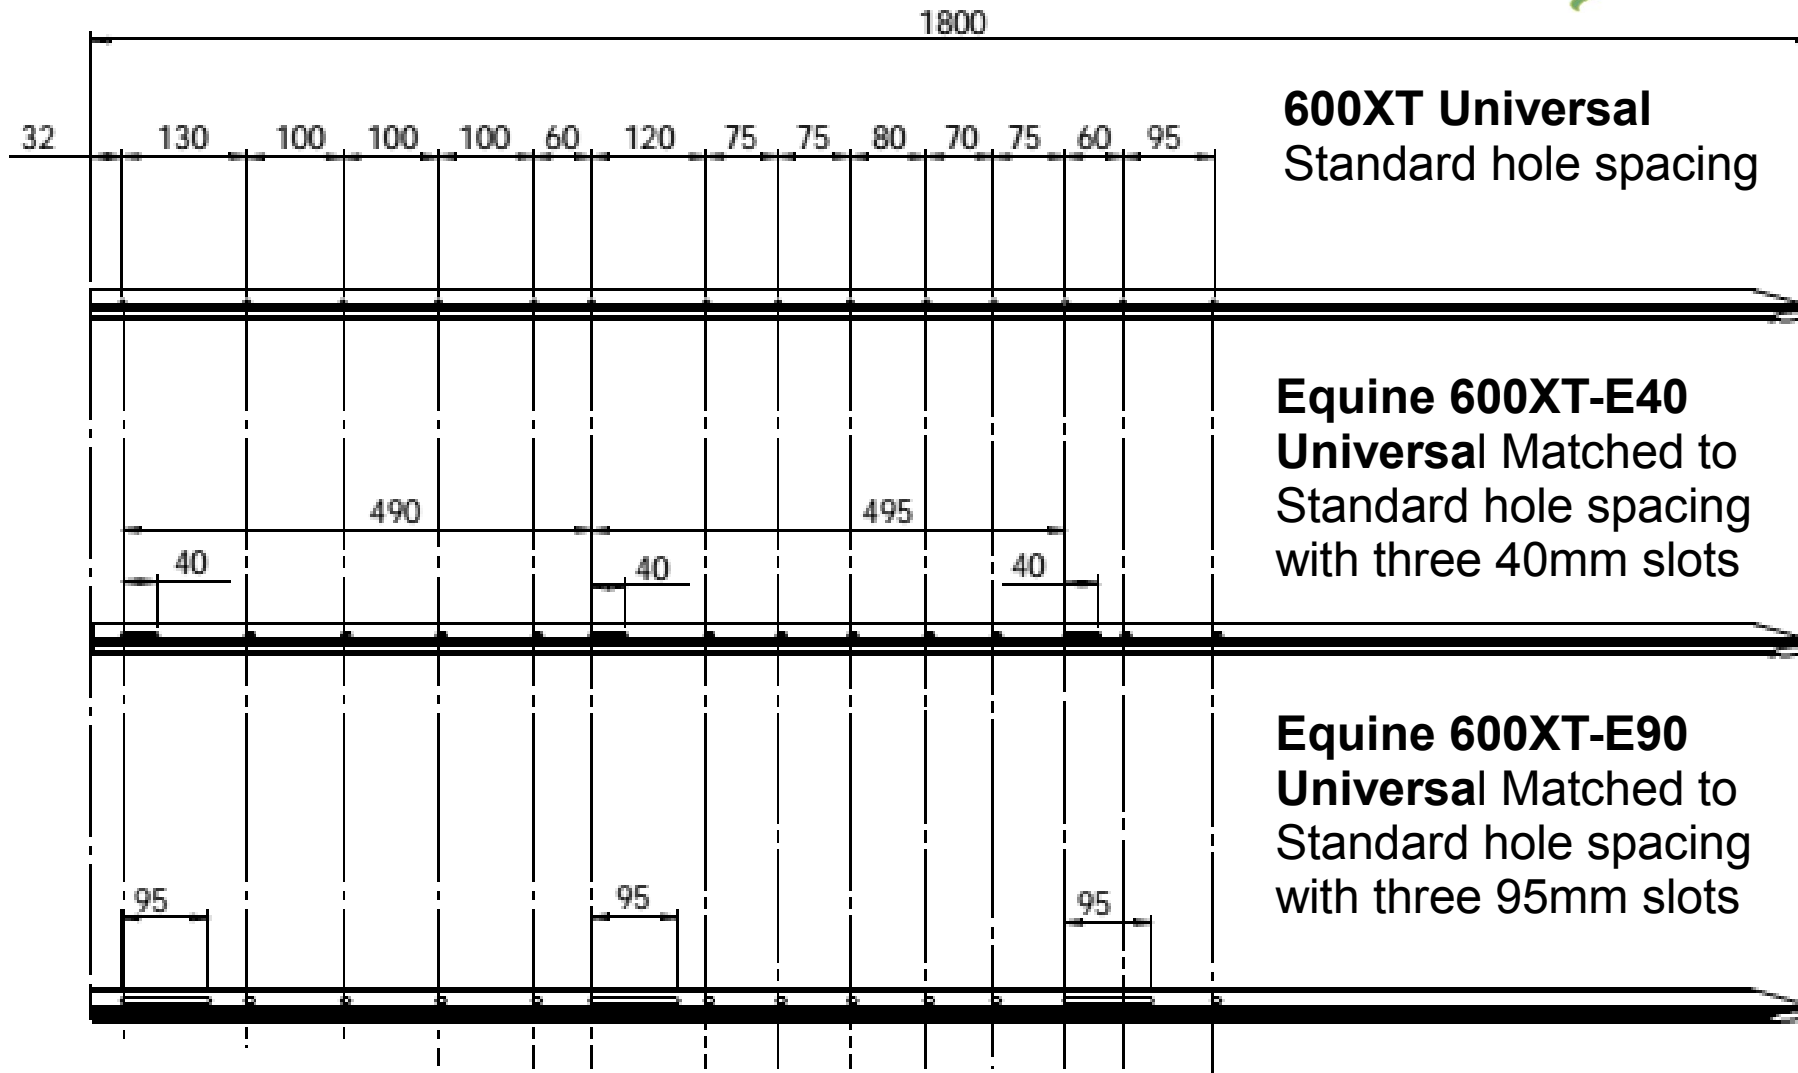 1800
32 130 100 100 100 60 120 75 75 80 70 75 60 95
600XT Universal
Standard hole spacing
Equine 600XT-E40
Universal Matched to
Standard hole spacing
with three 40mm slots
490 495
40 40 40
Equine 600XT-E90
Universal Matched to
Standard hole spacing
with three 95mm slots
95 95 95